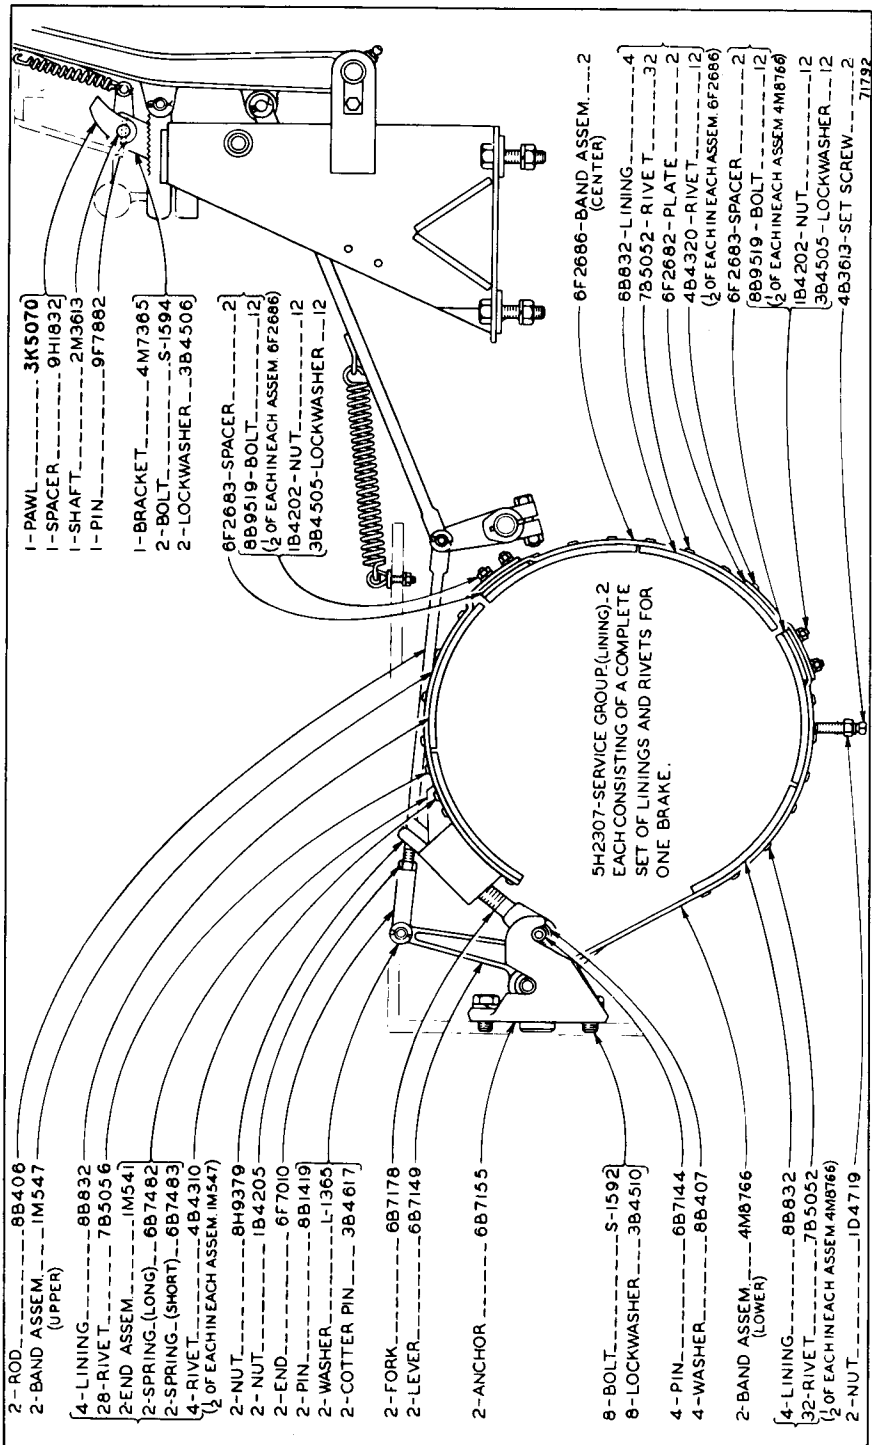 2-ROD--------8B408
2-BAND ASSEM.---1M547
(UPPER)
4-LINING-------8B832
28-RIVET-------7B5056
2-END ASSEM.-----1M541
2-SPRING-(LONG)--6B7482
2-SPRING-(SHORT)-6B7483
4-RIVET--------4B4310
(½ OF EACH IN EACH ASSEM. 1M547)
2-NUT---------8H9379
2-NUT---------1B4205
2-END---------6F7010
2-PIN---------8B1419
2-WASHER------L-1365
2-COTTER PIN---3B4617
2-FORK--------6B7178
2-LEVER-------6B7149
2-ANCHOR------6B7155
8-BOLT--------S-1592
8-LOCKWASHER---3B4510
4-PIN---------6B7144
4-WASHER------8B407
2-BAND ASSEM.---4M8766
(LOWER)
4-LINING-------8B832
32-RIVET-------7B5052
(½ OF EACH IN EACH ASSEM. 4M8766)
2-NUT---------1D4719
1-PAWL--------3K5070
1-SPACER------9H1832
1-SHAFT-------2M3613
1-PIN---------9F7882
1-BRACKET-----4M7385
2-BOLT--------S-1594
2-LOCKWASHER---3B4506
6F2683-SPACER------2
8B9519-BOLT-------12
(½ OF EACH IN EACH ASSEM. 6F2686)
1B4202-NUT-------12
3B4505-LOCKWASHER--12
5H2307-SERVICE GROUP.(LINING)-2
EACH CONSISTING OF A COMPLETE
SET OF LININGS AND RIVETS FOR
ONE BRAKE.
6F2686-BAND ASSEM.---2
(CENTER)
8B832-LINING-------4
7B5052-RIVET-------32
6F2682-PLATE-------2
4B4320-RIVET-------12
(½ OF EACH IN EACH ASSEM. 6F2686)
6F2683-SPACER------2
8B9519-BOLT-------12
(½ OF EACH IN EACH ASSEM. 4M8766)
1B4202-NUT-------12
3B4505-LOCKWASHER--12
4B3613-SET SCREW----2
71792